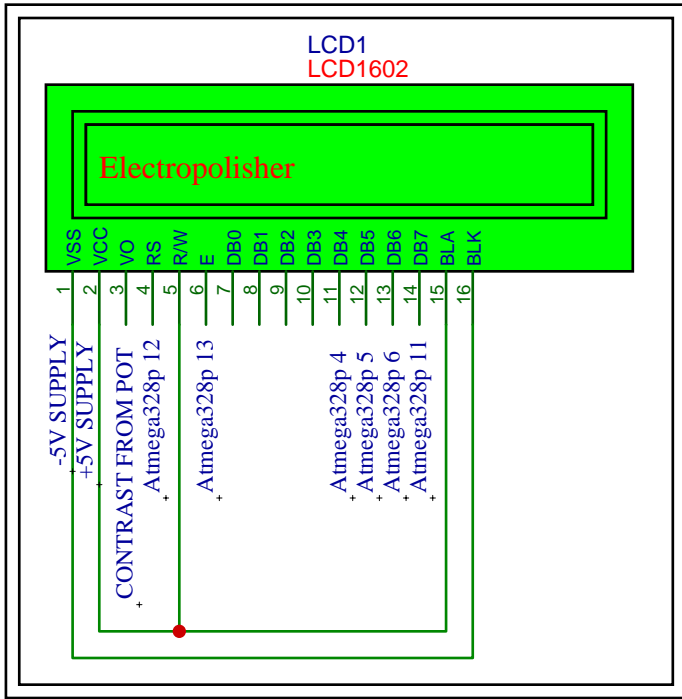 LCD1
LCD1602
Electropolisher
VSS
VCC
VO
RS
R/W
E
DB0
DB1
DB2
DB3
DB4
DB5
DB6
DB7
BLA
BLK
1
2
3
4
5
6
7
8
9
10
11
12
13
14
15
16
-5V SUPPLY
+5V SUPPLY
CONTRAST FROM POT
Atmega328p 12
Atmega328p 13
Atmega328p 4
Atmega328p 5
Atmega328p 6
Atmega328p 11